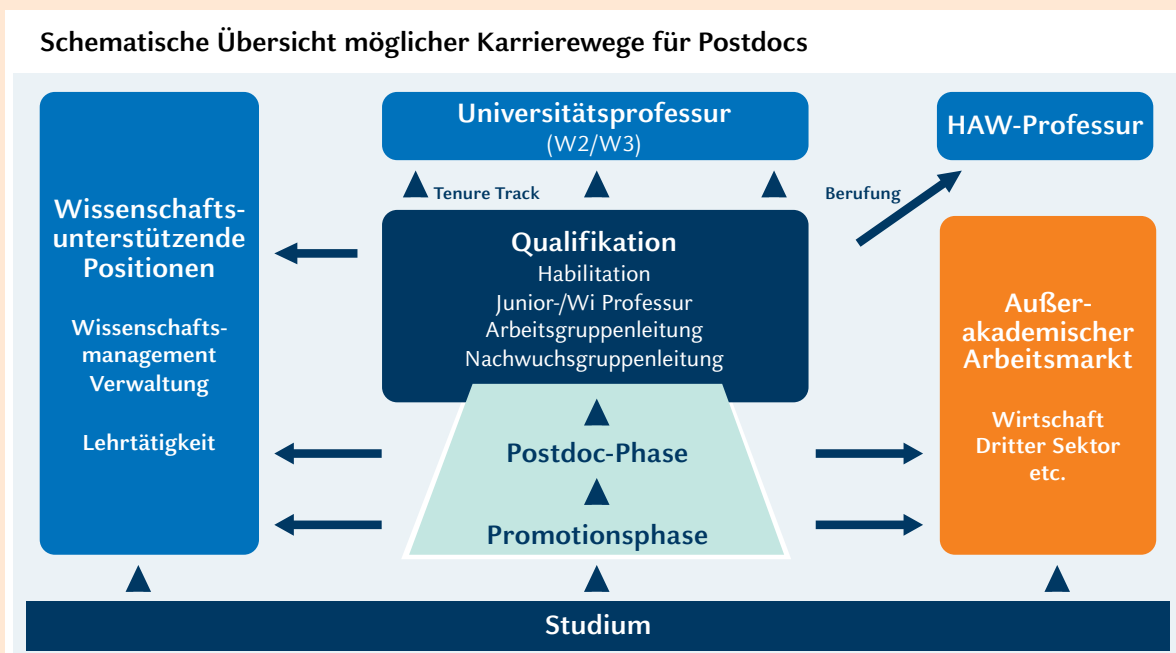 Schematische Übersicht möglicher Karrierewege für Postdocs
Universitätsprofessur
(W2/W3)
HAW-Professur
Tenure Track
Berufung
Wissenschafts-
unterstützende
Positionen
Wissenschafts-
management
Verwaltung
Lehrtätigkeit
Qualifikation
Habilitation
Junior-/Wi Professur
Arbeitsgruppenleitung
Nachwuchsgruppenleitung
Außer-
akademischer
Arbeitsmarkt
Wirtschaft
Dritter Sektor
etc.
Postdoc-Phase
Promotionsphase
Studium